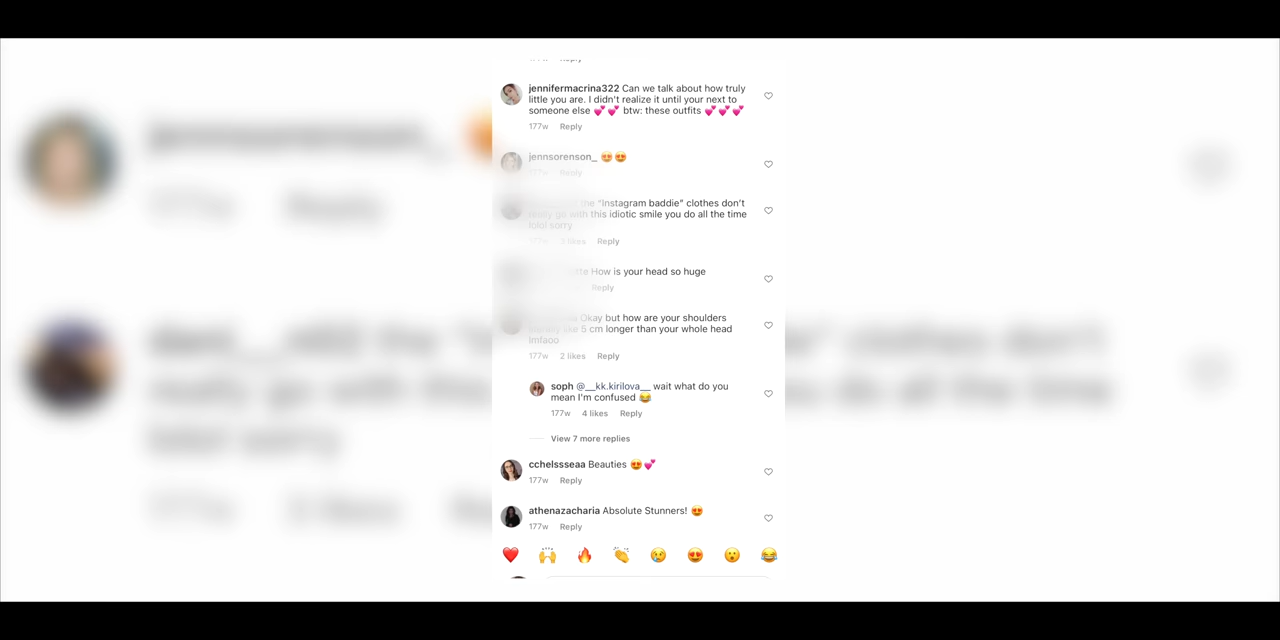 Reply
jennifermacrina322 Can we talk about how truly
little you are. I didn't realize it until your next to
someone else 💕💕 btw: these outfits 💕💕💕
177w Reply
jennsorenson_ 😍😍
177w Reply
the "Instagram baddie" clothes don't
really go with this idiotic smile you do all the time
lolol sorry
177w 3 likes Reply
How is your head so huge
Reply
Okay but how are your shoulders
like 5 cm longer than your whole head
lmfaoo
177w 2 likes Reply
soph @__kk.kirilova__ wait what do you
mean I'm confused 😂
177w 4 likes Reply
View 7 more replies
cchelssseaa Beauties 😍💕
177w Reply
athenazacharia Absolute Stunners! 😍
177w Reply
❤️ 🙌 🔥 👏 😢 😍 😮 😂